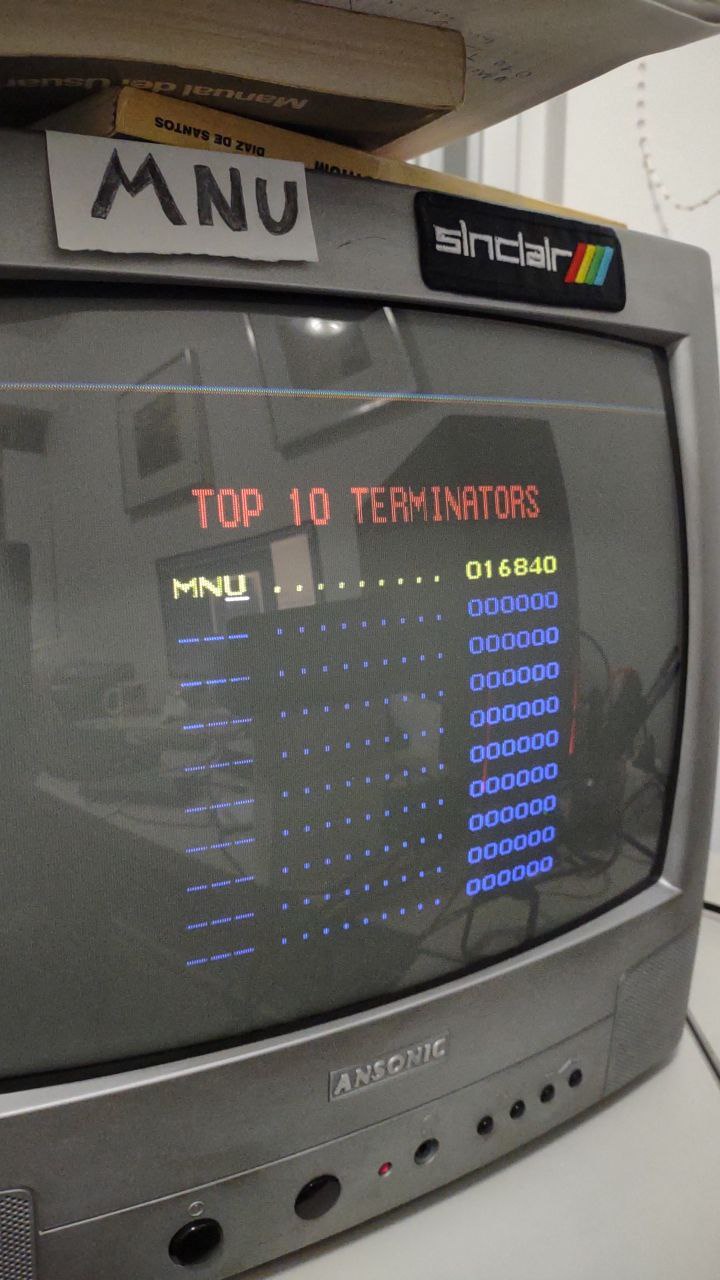 Manual del Usuar
DIAZ DE SANTOS
MNU
sinclair
TOP 10 TERMINATORS
MNU ......... 016840
--- ......... 000000
--- ......... 000000
--- ......... 000000
--- ......... 000000
--- ......... 000000
--- ......... 000000
--- ......... 000000
--- ......... 000000
--- ......... 000000
ANSONIC